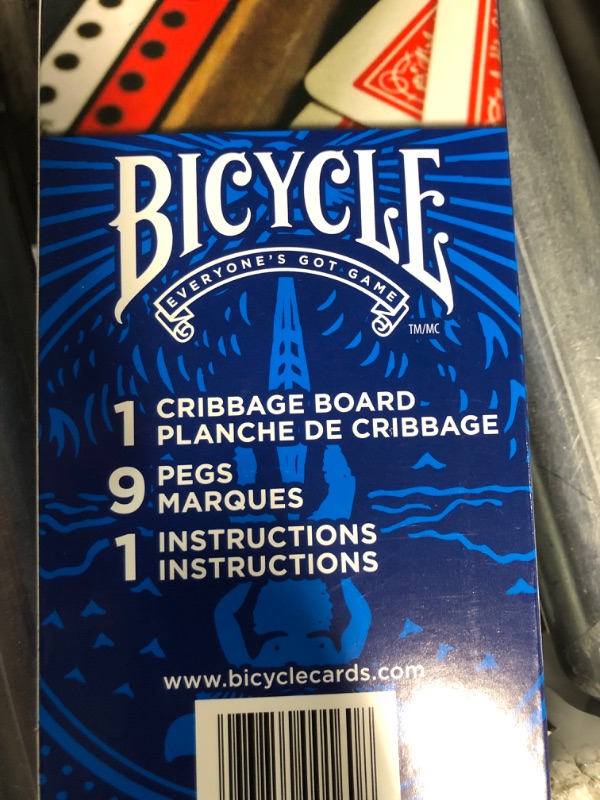 BICYCLE
EVERYONE'S GOT GAME
TM/MC
1 CRIBBAGE BOARD
PLANCHE DE CRIBBAGE
9 PEGS
MARQUES
1 INSTRUCTIONS
INSTRUCTIONS
www.bicyclecards.com